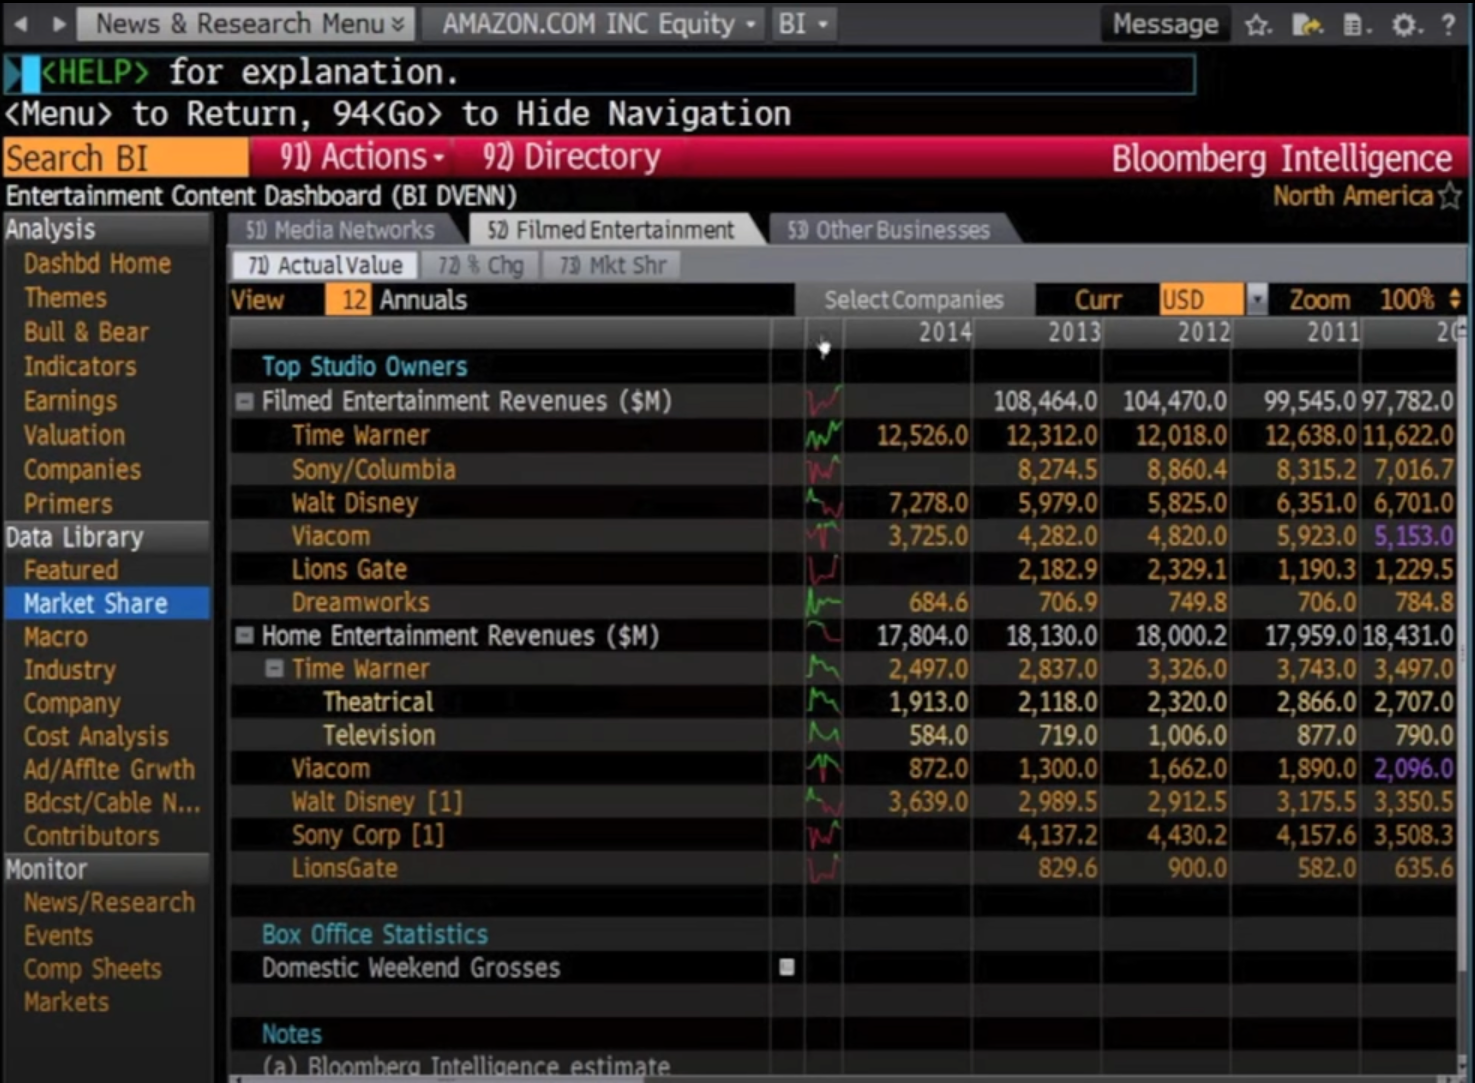 News & Research Menu AMAZON.COM INC Equity BI Message ?
<HELP> for explanation.
<Menu> to Return, 94<Go> to Hide Navigation
Search BI 91) Actions 92) Directory Bloomberg Intelligence
Entertainment Content Dashboard (BI DVENN) North America
Analysis 51) Media Networks 52) Filmed Entertainment 53) Other Businesses
Dashbd Home 71) Actual Value 72) % Chg 73) Mkt Shr
Themes View 12 Annuals Select Companies Curr USD Zoom 100%
Bull & Bear 2014 2013 2012 2011
Indicators Top Studio Owners
Earnings Filmed Entertainment Revenues ($M) 108,464.0 104,470.0 99,545.0 97,782.0
Valuation Time Warner 12,526.0 12,312.0 12,018.0 12,638.0 11,622.0
Companies Sony/Columbia 8,274.5 8,860.4 8,315.2 7,016.7
Primers Walt Disney 7,278.0 5,979.0 5,825.0 6,351.0 6,701.0
Data Library Viacom 3,725.0 4,282.0 4,820.0 5,923.0 5,153.0
Featured Lions Gate 2,182.9 2,329.1 1,190.3 1,229.5
Market Share Dreamworks 684.6 706.9 749.8 706.0 784.8
Macro Home Entertainment Revenues ($M) 17,804.0 18,130.0 18,000.2 17,959.0 18,431.0
Industry Time Warner 2,497.0 2,837.0 3,326.0 3,743.0 3,497.0
Company Theatrical 1,913.0 2,118.0 2,320.0 2,866.0 2,707.0
Cost Analysis Television 584.0 719.0 1,006.0 877.0 790.0
Ad/Afflte Grwth Viacom 872.0 1,300.0 1,662.0 1,890.0 2,096.0
Bdcst/Cable N... Walt Disney [1] 3,639.0 2,989.5 2,912.5 3,175.5 3,350.5
Contributors Sony Corp [1] 4,137.2 4,430.2 4,157.6 3,508.3
Monitor LionsGate 829.6 900.0 582.0 635.6
News/Research
Events Box Office Statistics
Comp Sheets Domestic Weekend Grosses
Markets
Notes
(a) Bloomberg Intelligence estimate